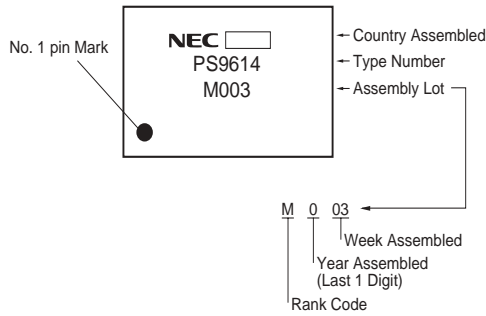 No. 1 pin Mark
NEC
PS9614
M003
Country Assembled
Type Number
Assembly Lot
M 0 03
Week Assembled
Year Assembled
(Last 1 Digit)
Rank Code